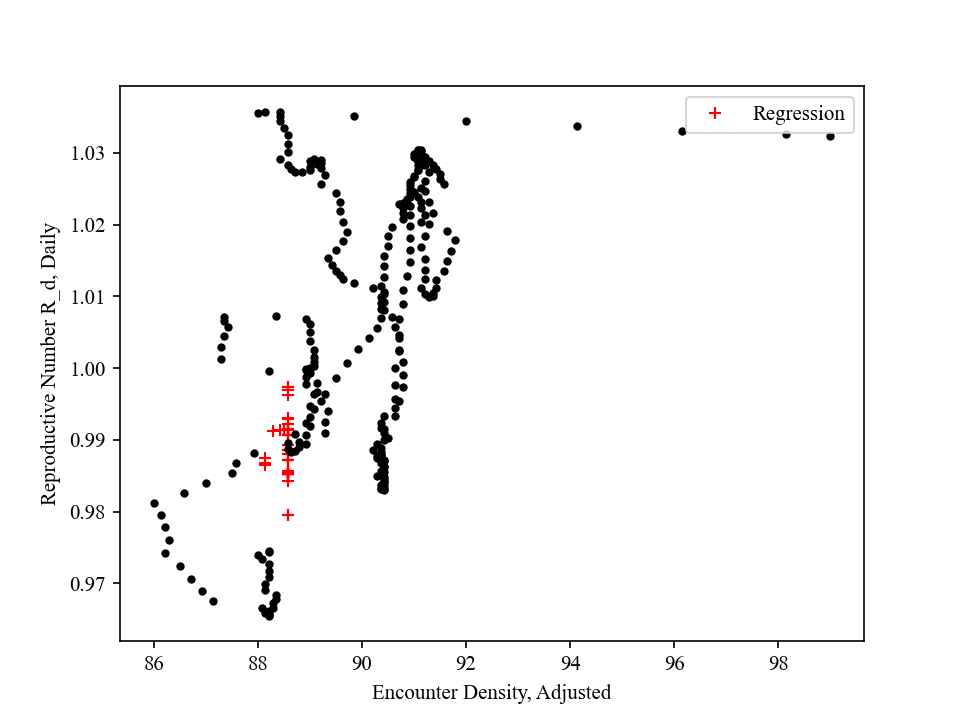 Regression
1.03
1.02
1.01
1.00
0.99
0.98
0.97
Reproductive Number R_d, Daily
86 88 90 92 94 96 98
Encounter Density, Adjusted